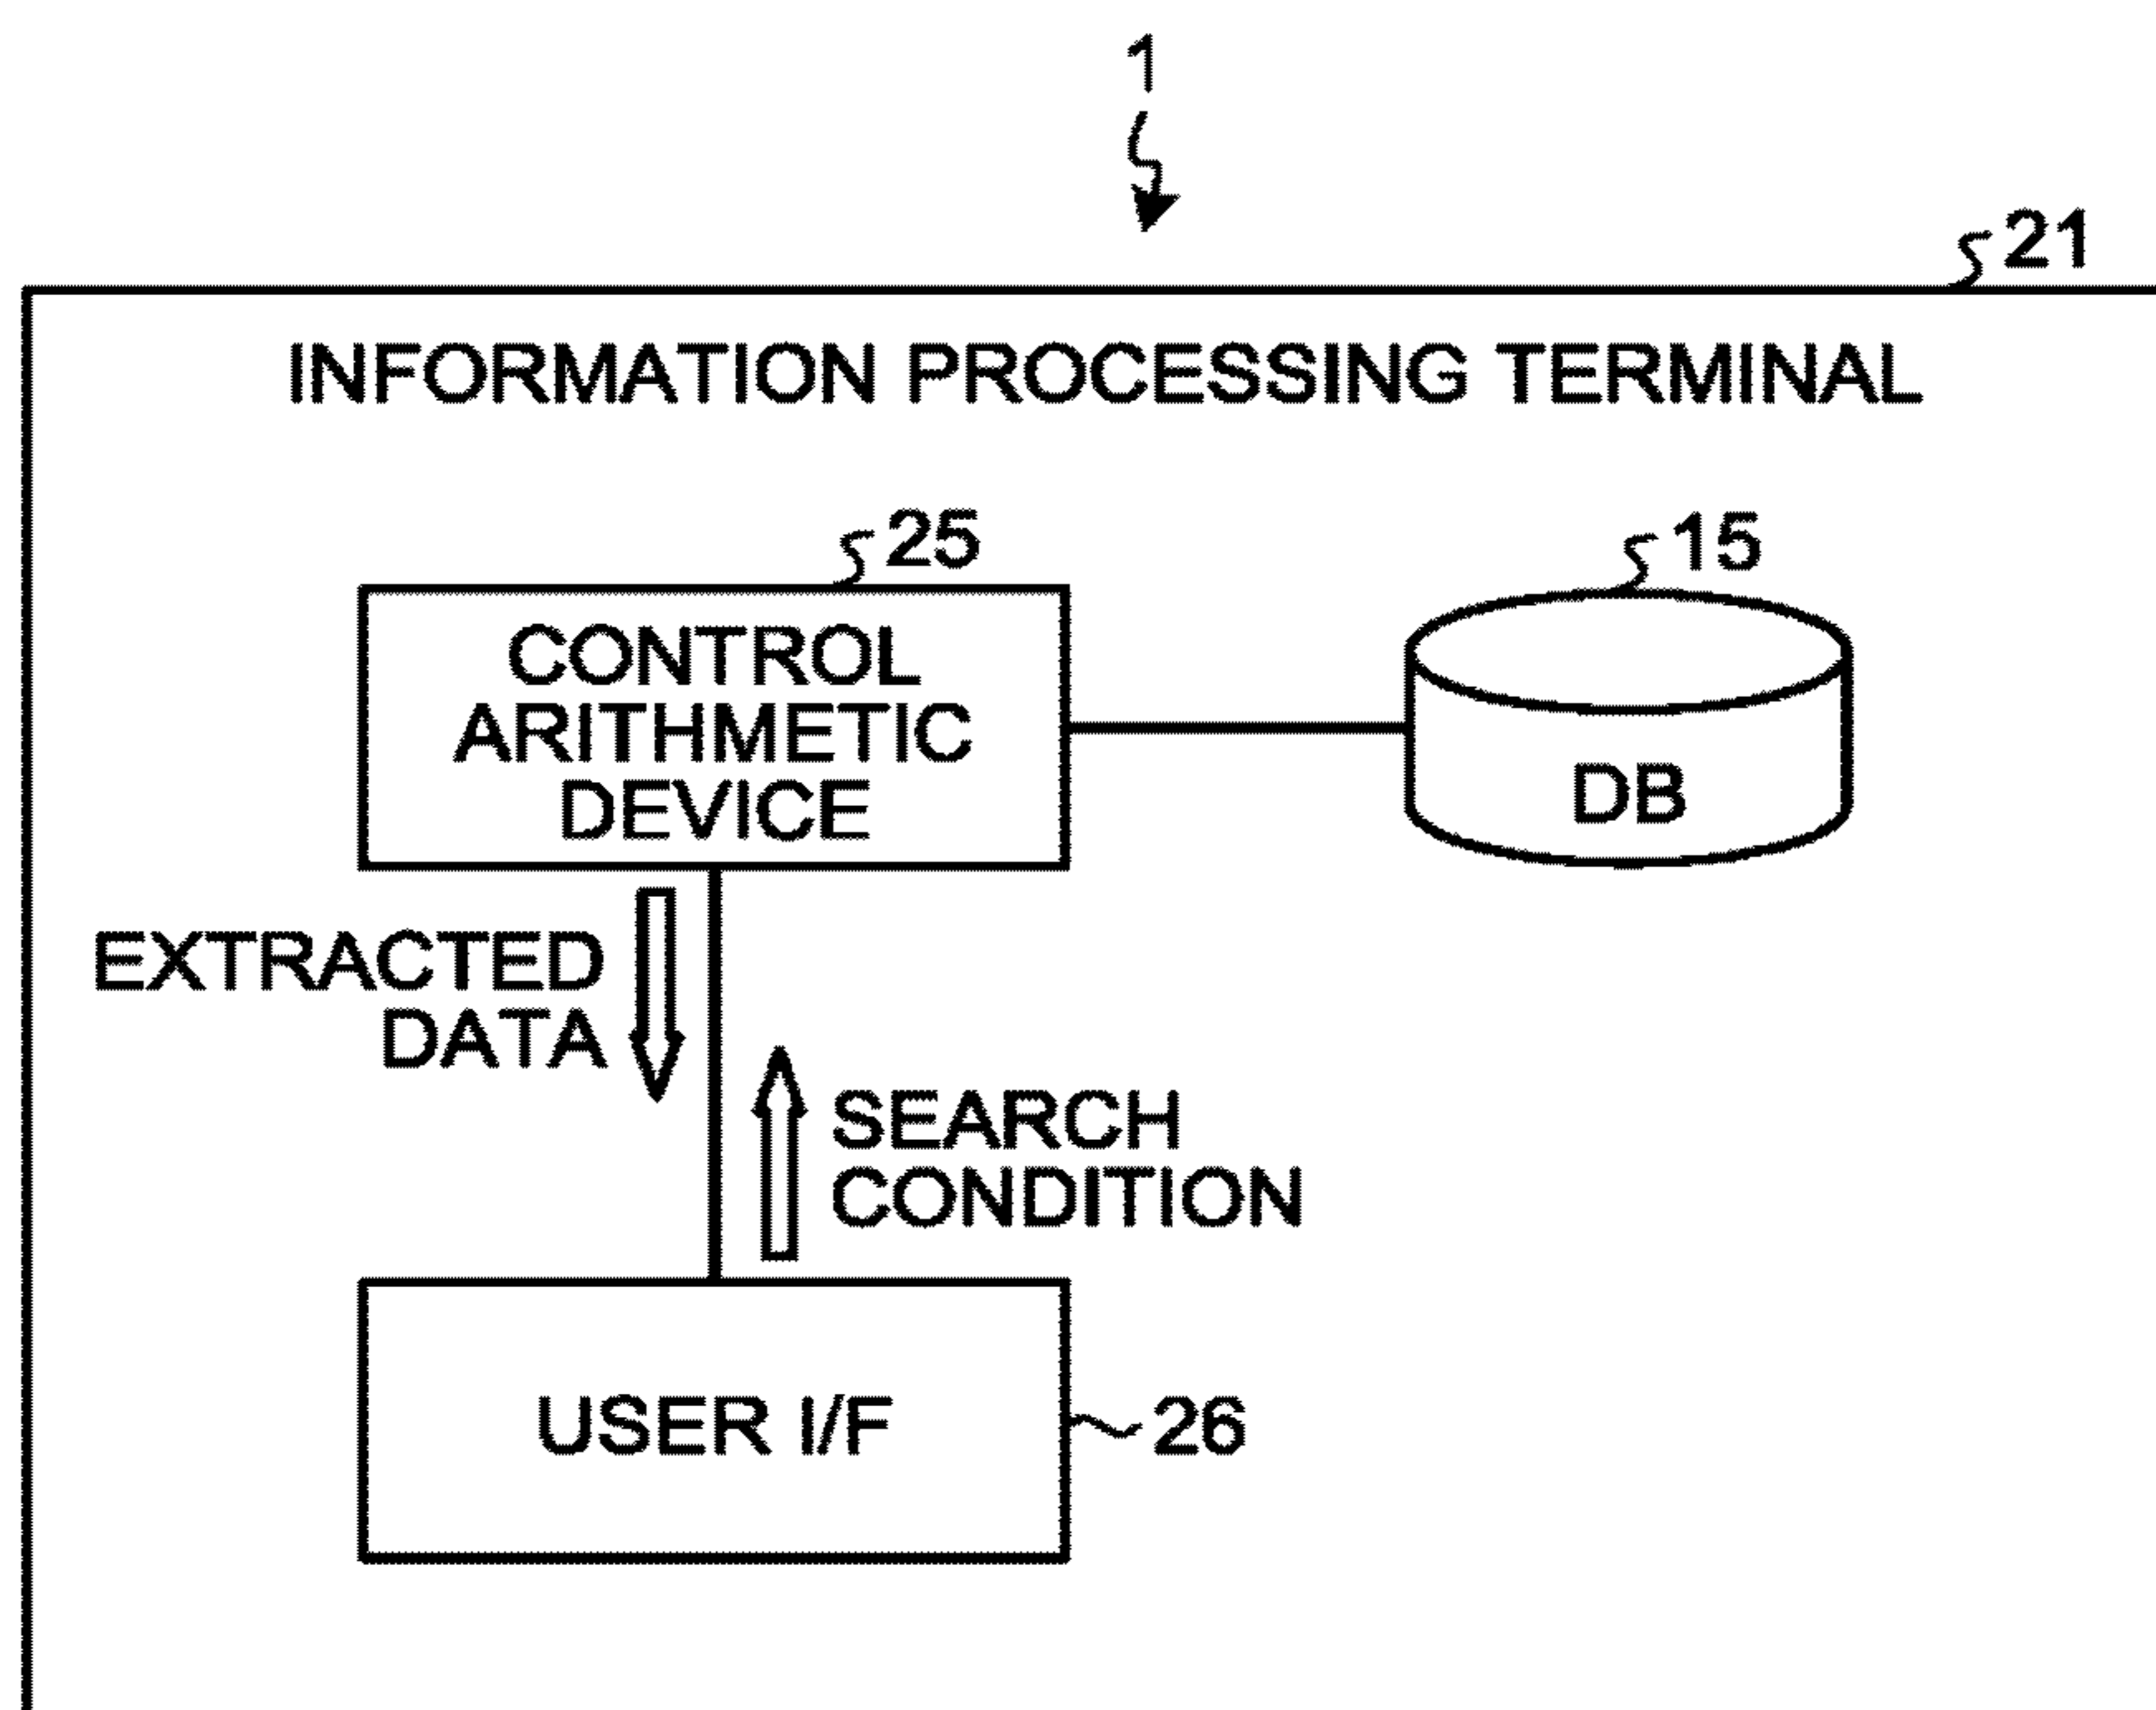 1
21
INFORMATION PROCESSING TERMINAL
25
15
CONTROL
ARITHMETIC
DEVICE
DB
EXTRACTED
DATA
SEARCH
CONDITION
USER I/F
26